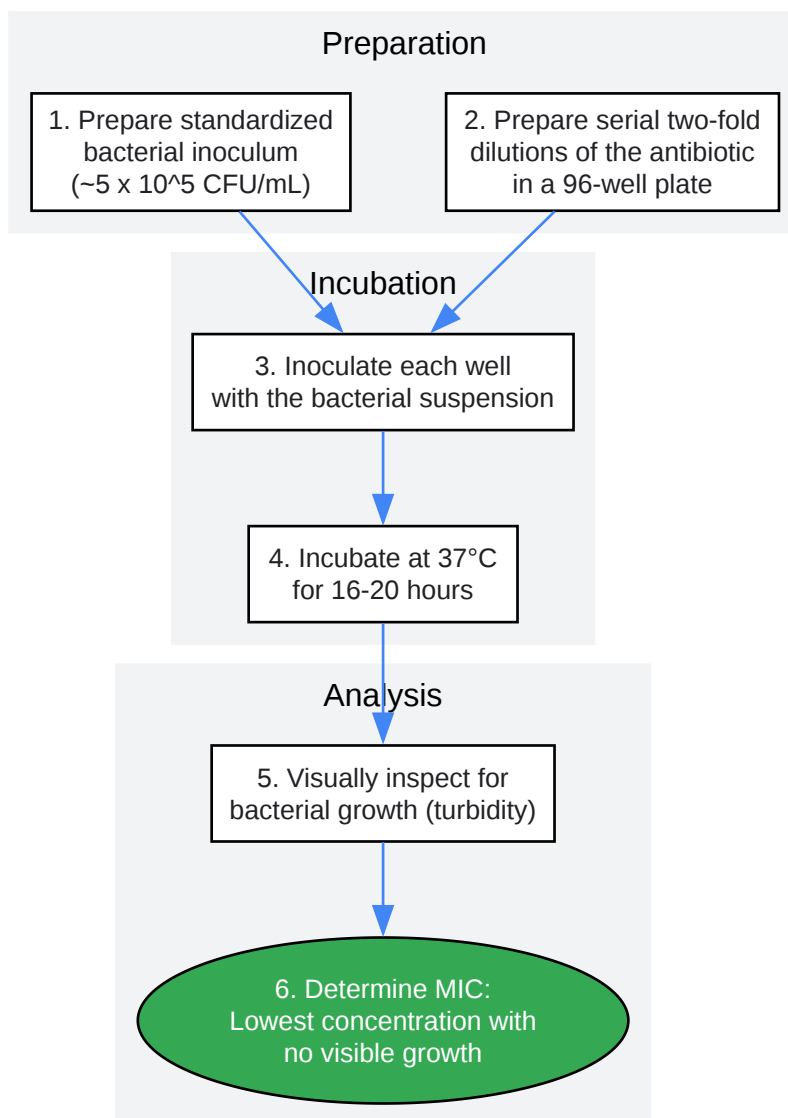 Preparation
1. Prepare standardized
bacterial inoculum
(~5 x 10^5 CFU/mL)
2. Prepare serial two-fold
dilutions of the antibiotic
in a 96-well plate
Incubation
3. Inoculate each well
with the bacterial suspension
4. Incubate at 37°C
for 16-20 hours
Analysis
5. Visually inspect for
bacterial growth (turbidity)
6. Determine MIC:
Lowest concentration with
no visible growth